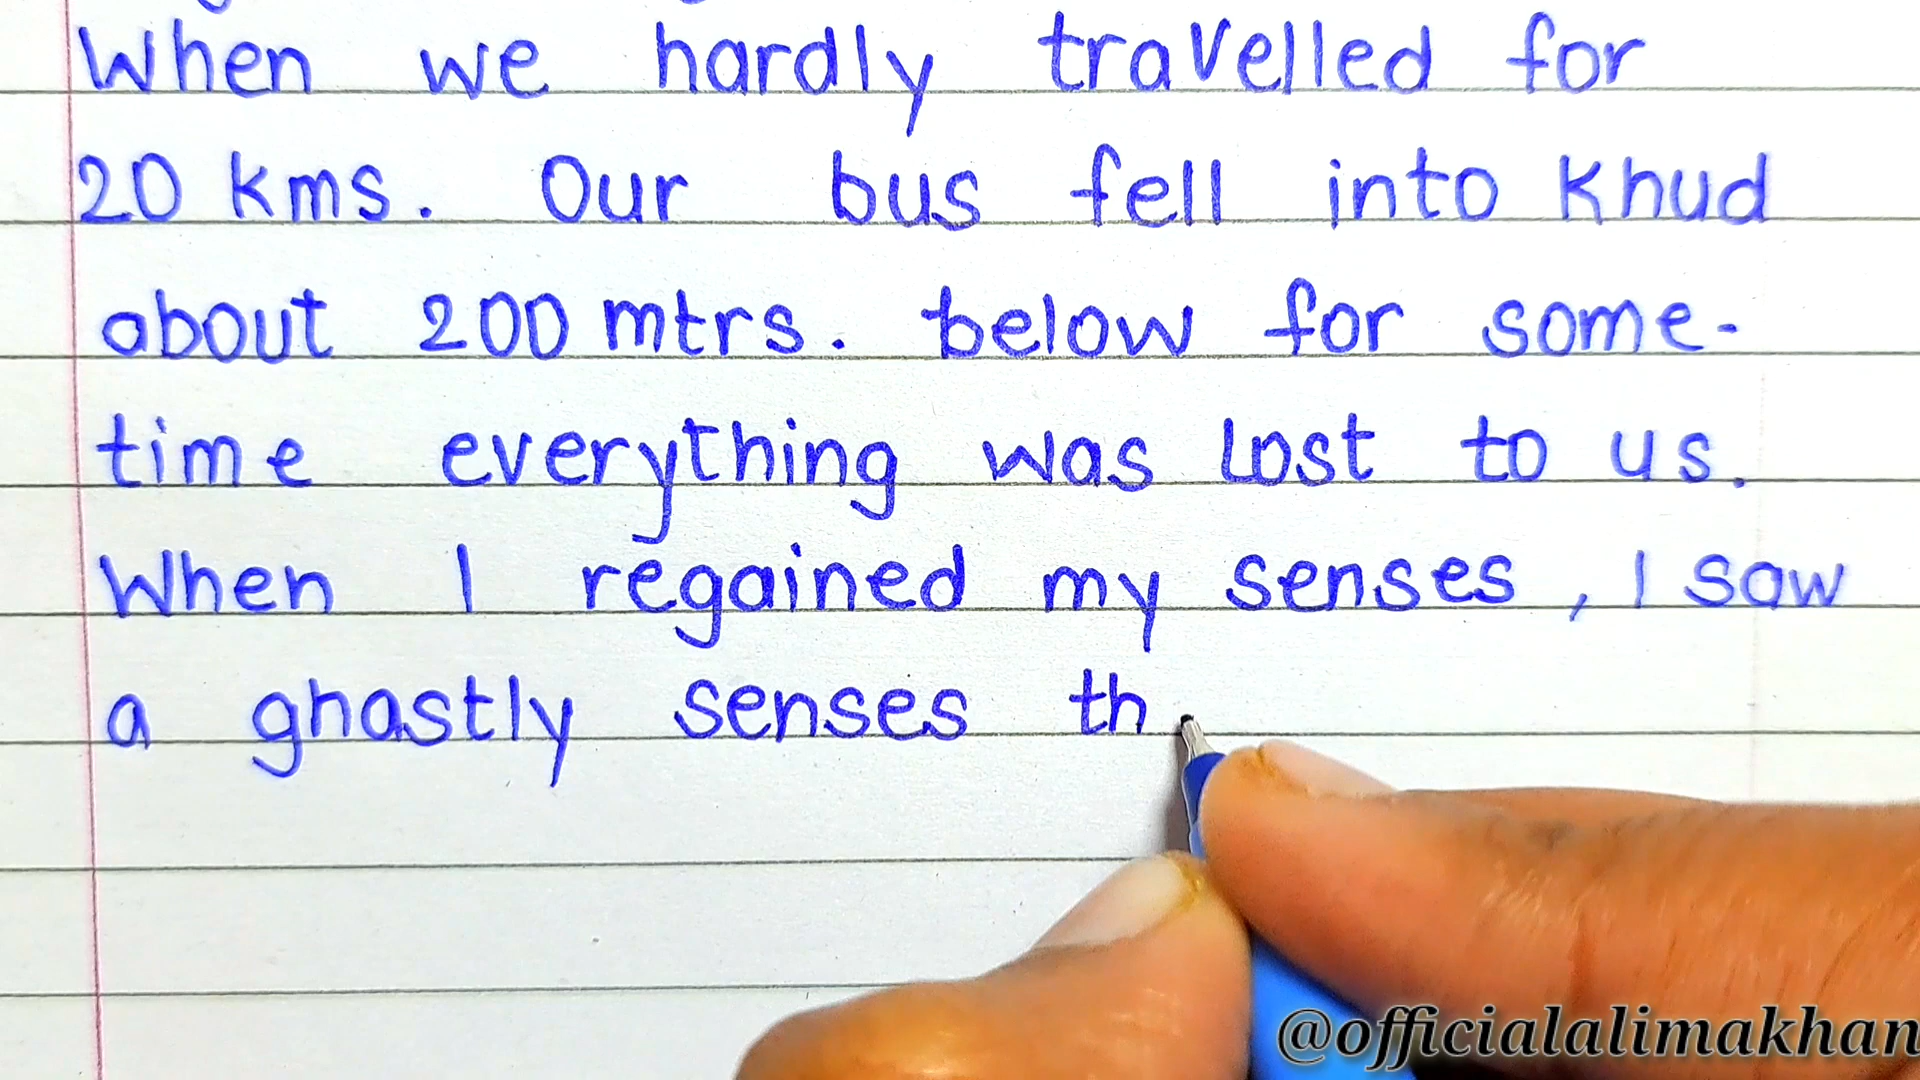 When we hardly travelled for
20 kms. Our bus fell into Khud
about 200 mtrs. below for some-
time everything was lost to us.
When I regained my senses, I saw
a ghastly senses th
@officialalimakhan